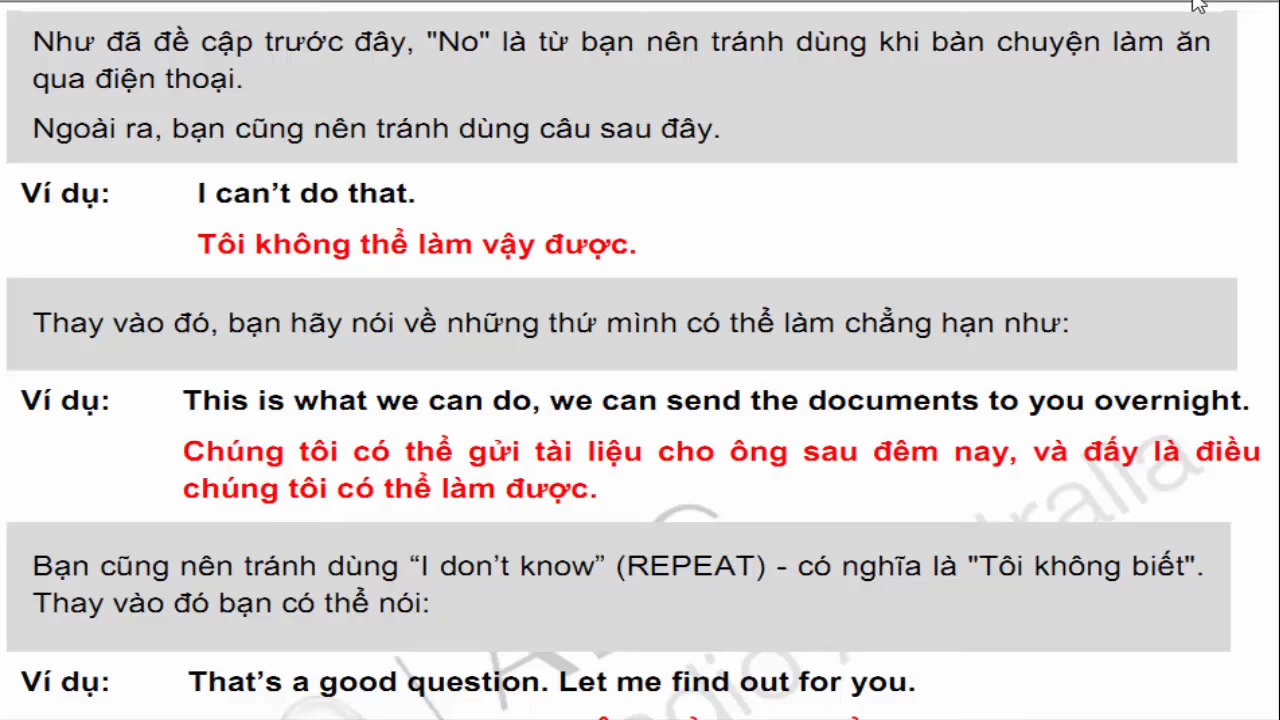 Như đã đề cập trước đây, "No" là từ bạn nên tránh dùng khi bàn chuyện làm ăn
qua điện thoại.
Ngoài ra, bạn cũng nên tránh dùng câu sau đây.
Ví dụ: I can’t do that.
Tôi không thể làm vậy được.
Thay vào đó, bạn hãy nói về những thứ mình có thể làm chẳng hạn như:
Ví dụ: This is what we can do, we can send the documents to you overnight.
Chúng tôi có thể gửi tài liệu cho ông sau đêm nay, và đấy là điều
chúng tôi có thể làm được.
Bạn cũng nên tránh dùng “I don’t know” (REPEAT) - có nghĩa là "Tôi không biết".
Thay vào đó bạn có thể nói:
Ví dụ: That’s a good question. Let me find out for you.